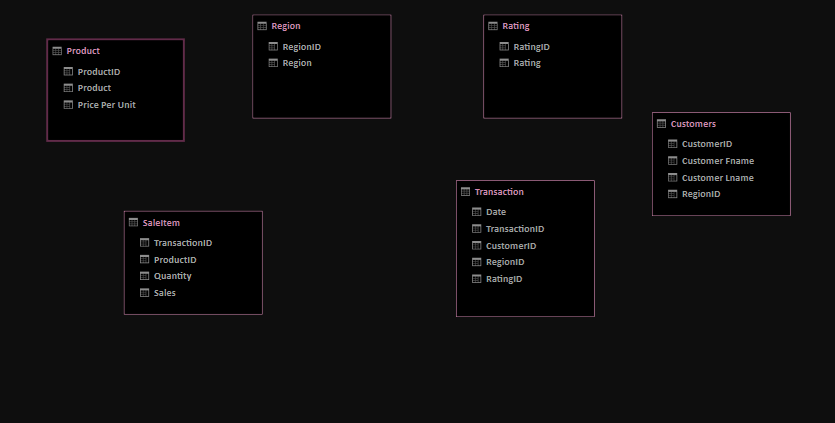 Product
ProductID
Product
Price Per Unit
Region
RegionID
Region
Rating
RatingID
Rating
Customers
CustomerID
Customer Fname
Customer Lname
RegionID
SaleItem
TransactionID
ProductID
Quantity
Sales
Transaction
Date
TransactionID
CustomerID
RegionID
RatingID